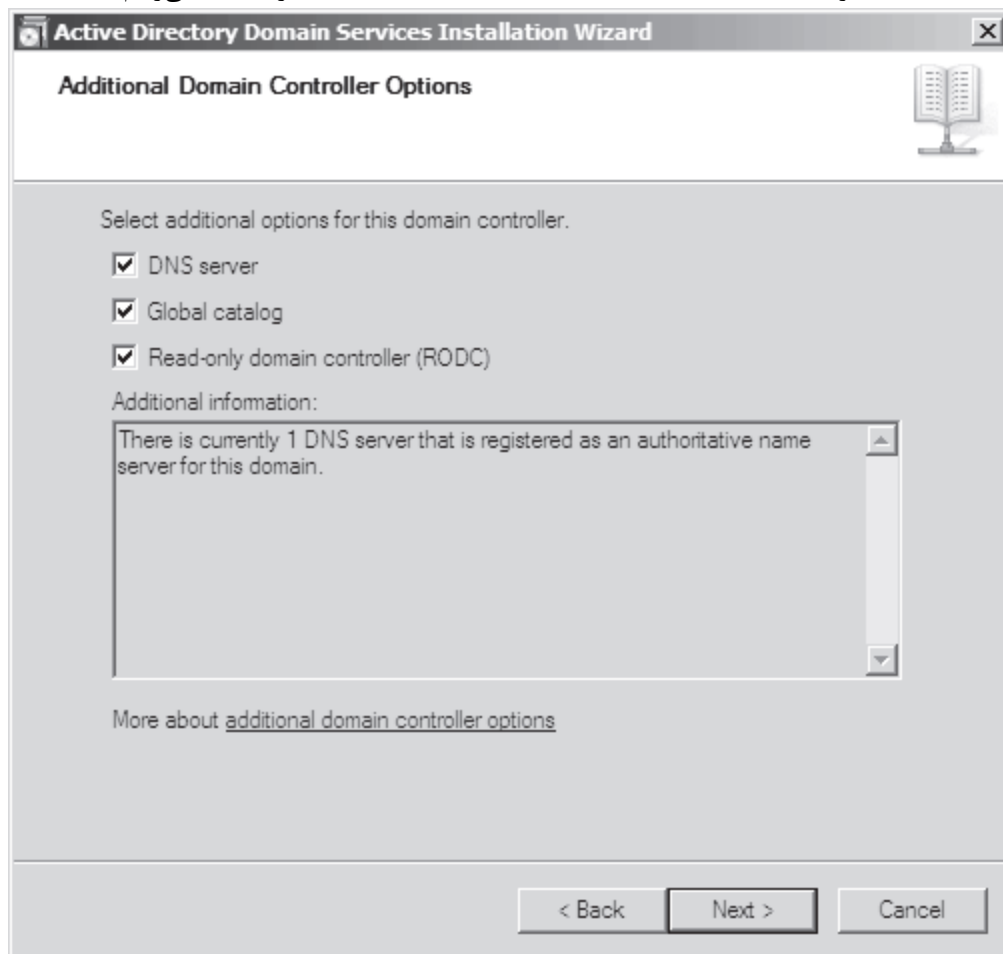 Active Directory Domain Services Installation Wizard
Additional Domain Controller Options
Select additional options for this domain controller.
DNS server
Global catalog
Read-only domain controller (RODC)
Additional information:
There is currently 1 DNS server that is registered as an authoritative name
server for this domain.
More about additional domain controller options
< Back
Next >
Cancel